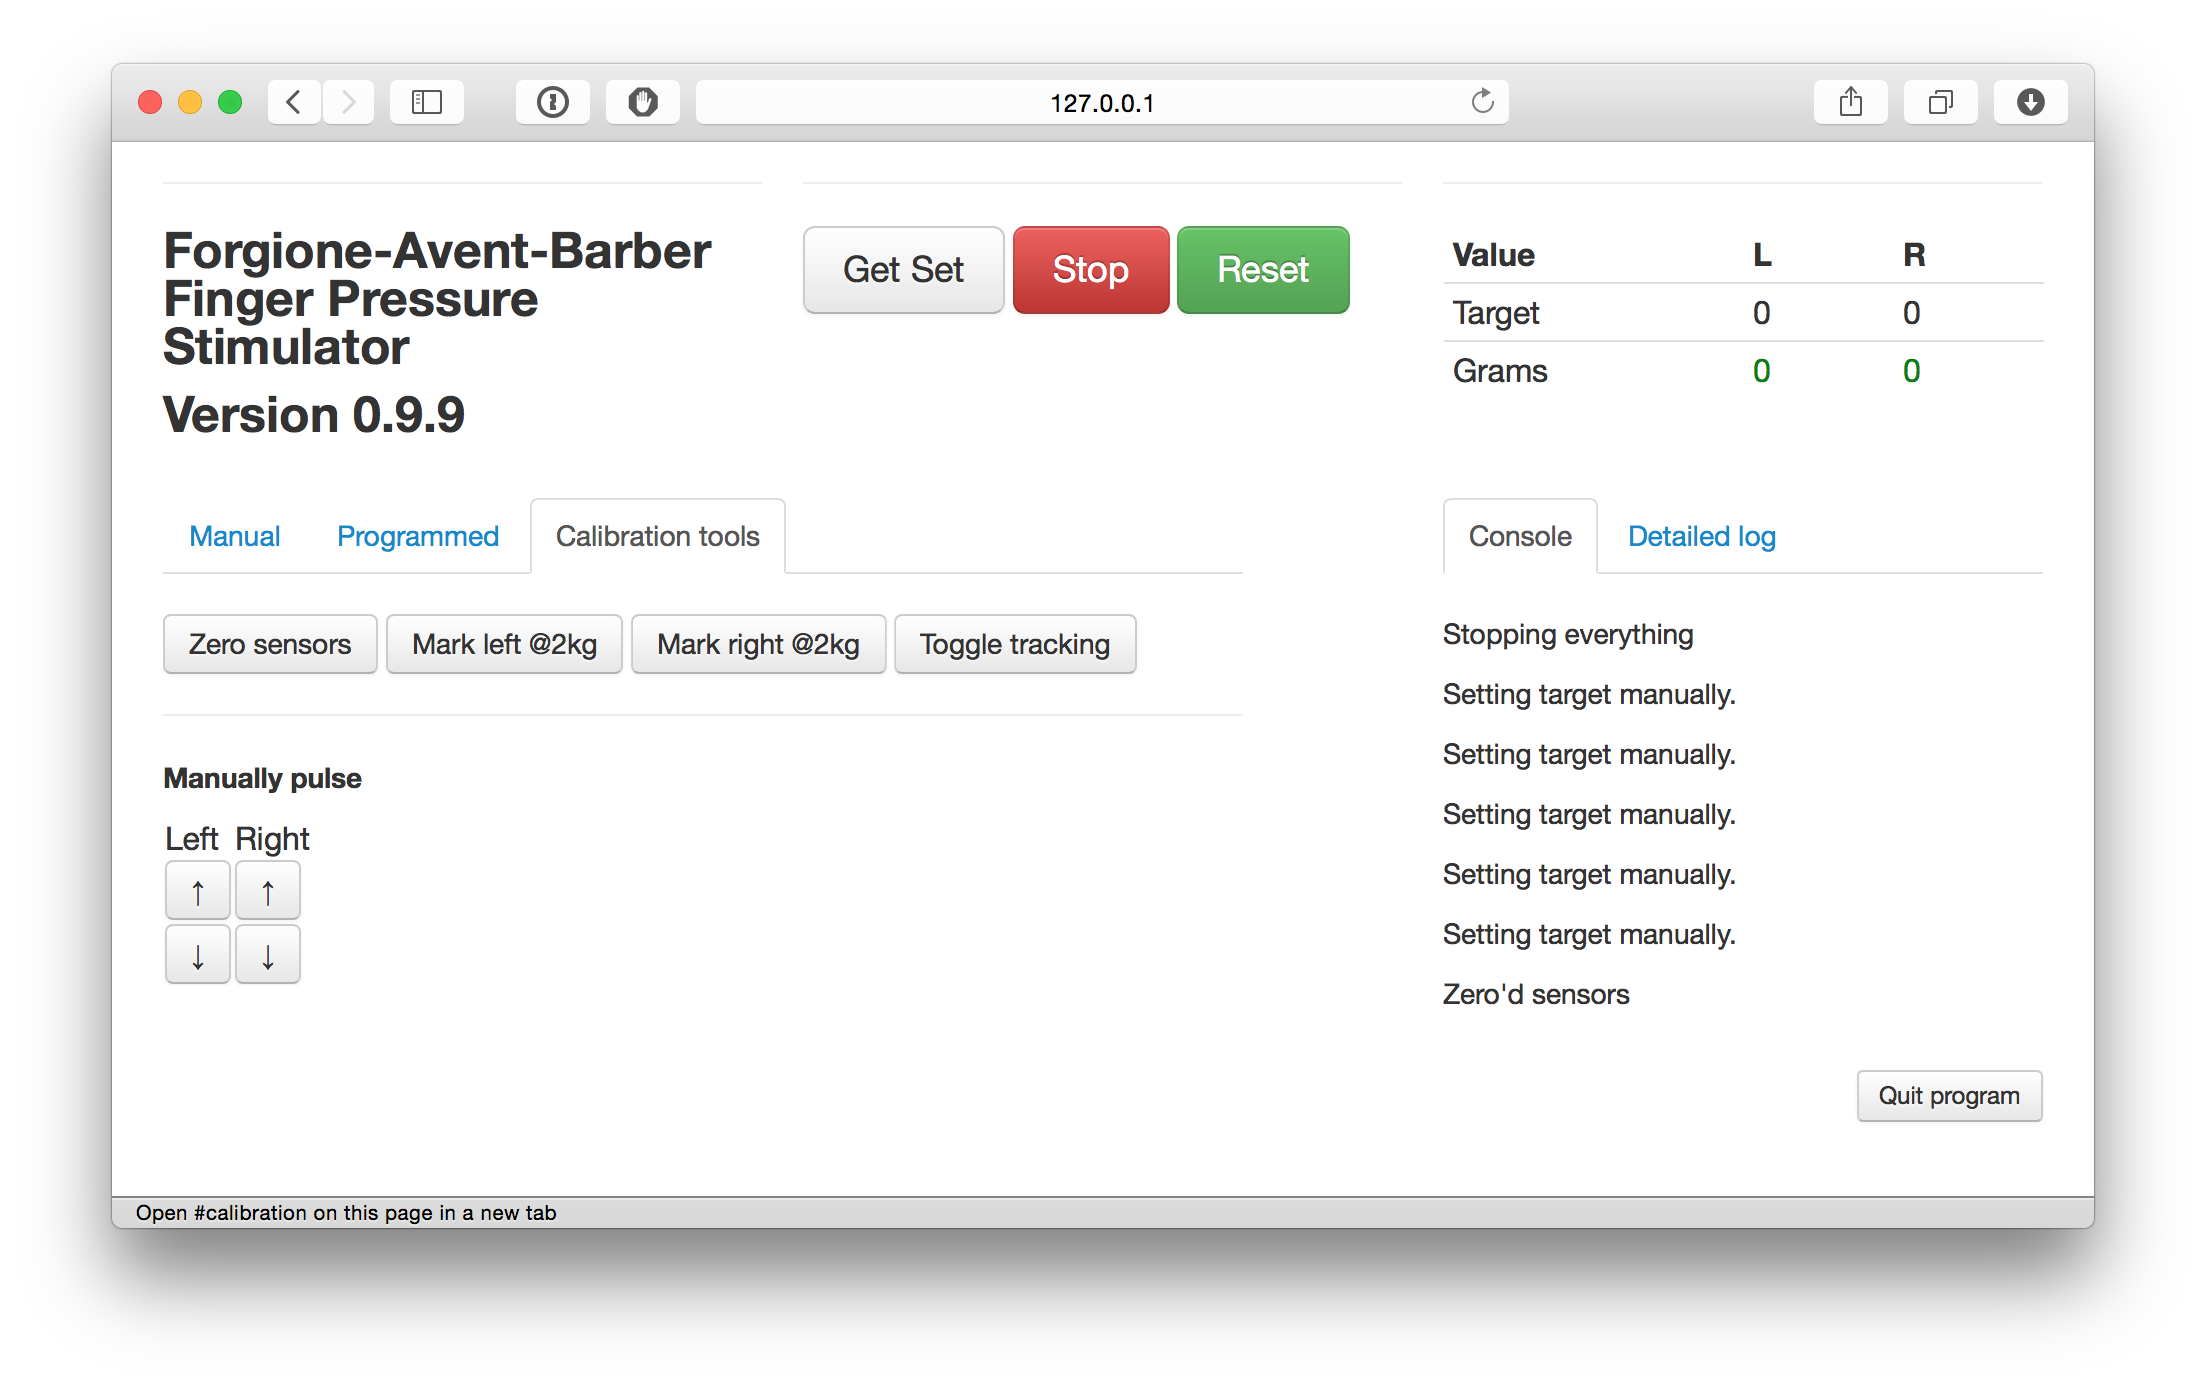 127.0.0.1
Forgione-Avent-Barber
Finger Pressure
Stimulator
Version 0.9.9
Get Set Stop Reset
Value L R
Target 0 0
Grams 0 0
Manual Programmed Calibration tools
Zero sensors Mark left @2kg Mark right @2kg Toggle tracking
Manually pulse
Left Right
↑ ↑
↓ ↓
Console Detailed log
Stopping everything
Setting target manually.
Setting target manually.
Setting target manually.
Setting target manually.
Setting target manually.
Zero'd sensors
Quit program
Open #calibration on this page in a new tab